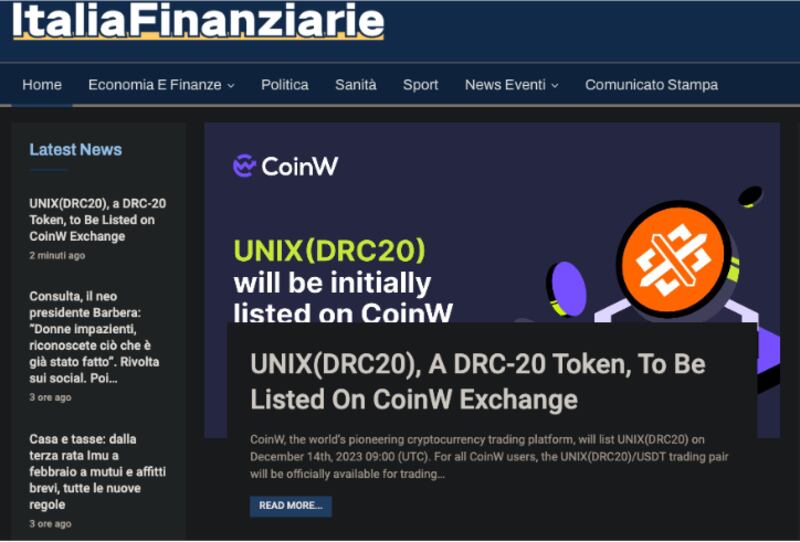 ItaliaFinanziarie
Home Economia E Finanze Politica Sanità Sport News Eventi Comunicato Stampa
Latest News
UNIX(DRC20), a DRC-20
Token, to Be Listed on
CoinW Exchange
2 minuti ago
Consulta, il neo
presidente Barbera:
“Donne impazienti,
riconoscete ciò che è
già stato fatto”. Rivolta
sui social. Poi…
3 ore ago
Casa e tasse: dalla
terza rata Imu a
febbraio a mutui e affitti
brevi, tutte le nuove
regole
3 ore ago
CoinW
UNIX(DRC20)
will be initially
listed on CoinW
UNIX(DRC20), A DRC-20 Token, To Be
Listed On CoinW Exchange
CoinW, the world’s pioneering cryptocurrency trading platform, will list UNIX(DRC20) on
December 14th, 2023 09:00 (UTC). For all CoinW users, the UNIX(DRC20)/USDT trading pair
will be officially available for trading…
READ MORE...